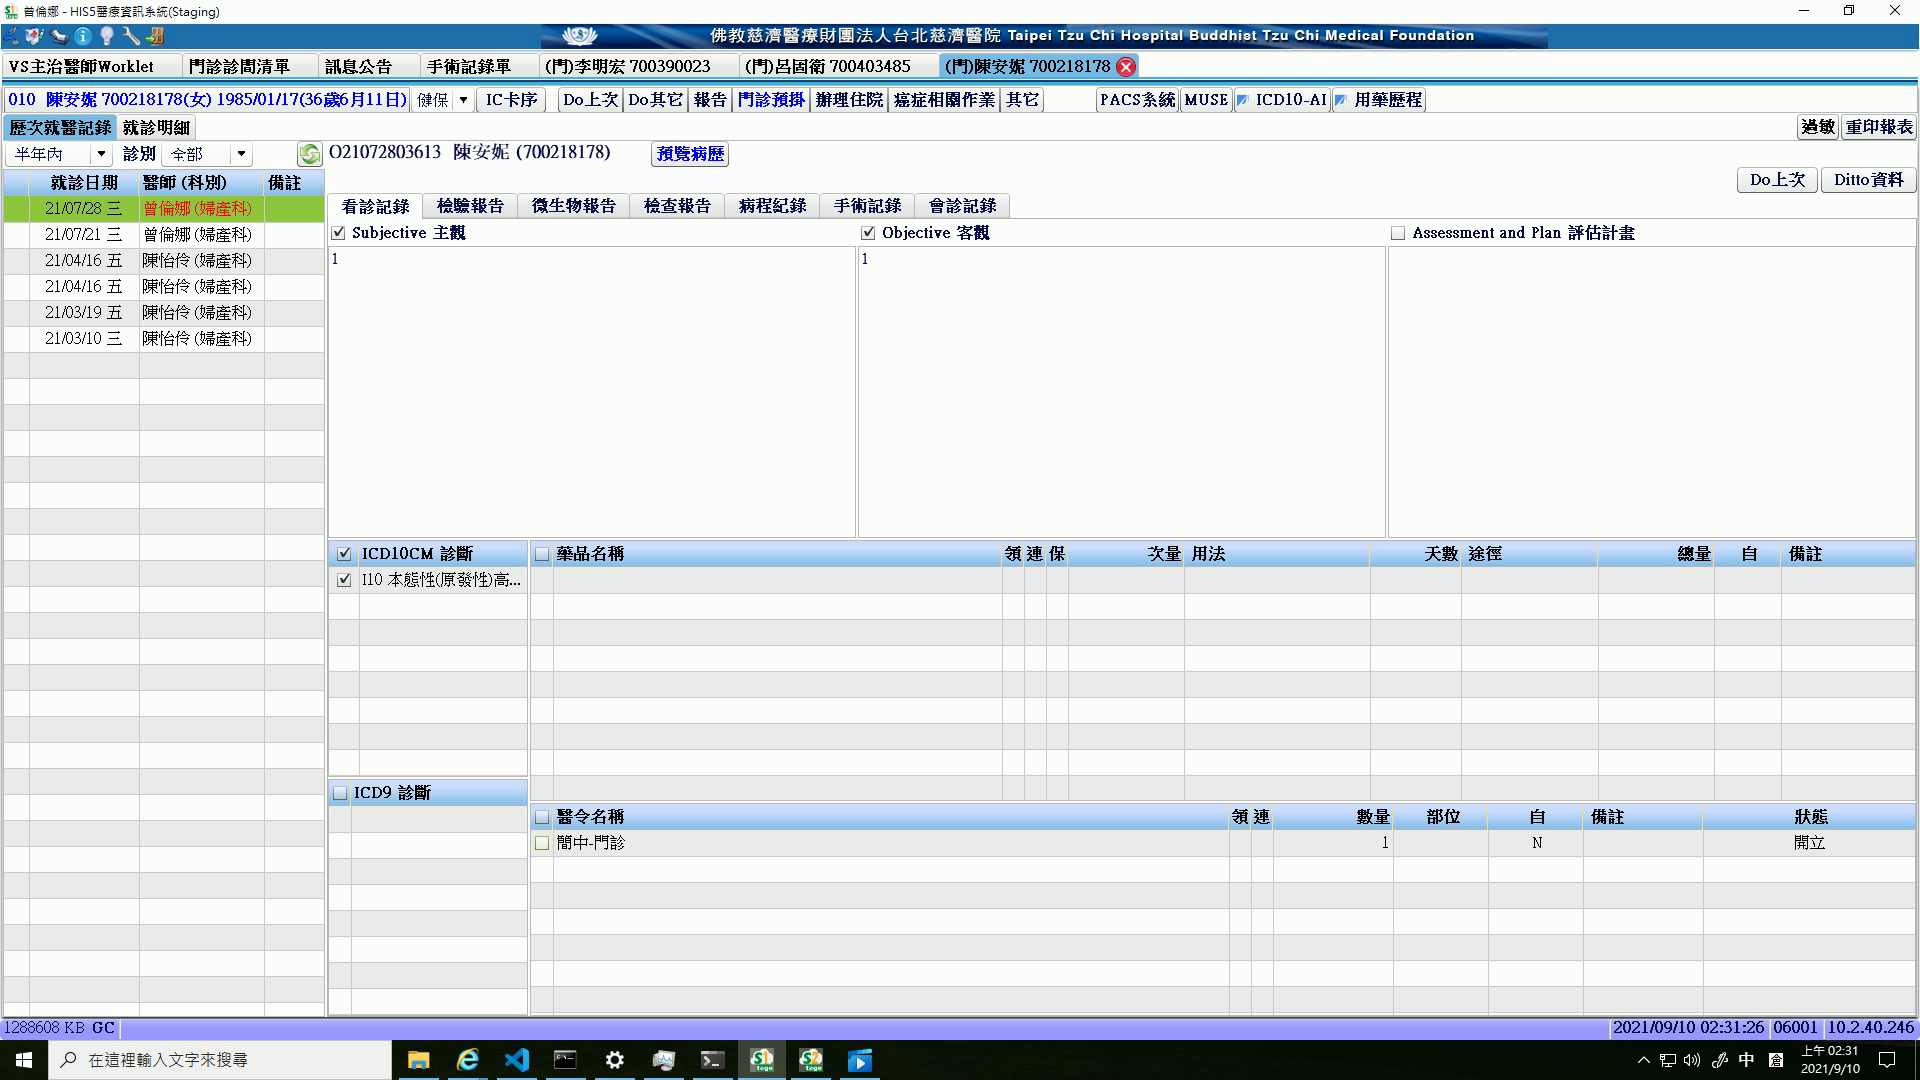 曾倫娜 - HIS5醫療資訊系統(Staging)
佛教慈濟醫療財團法人台北慈濟醫院 Taipei Tzu Chi Hospital Buddhist Tzu Chi Medical Foundation
VS主治醫師Worklet 門診診間清單 訊息公告 手術記錄單 (門)李明宏 700390023 (門)呂固衛 700403485 (門)陳安妮 700218178
010 陳安妮 700218178(女) 1985/01/17(36歲6月11日) 健保 IC卡序 Do上次 Do其它 報告 門診預掛 辦理住院 癌症相關作業 其它 PACS系統 MUSE ICD10-AI 用藥歷程
歷次就醫記錄 就診明細 過敏 重印報表
半年內 診別 全部 O21072803613 陳安妮 (700218178) 預覽病歷
Do上次 Ditto資料
就診日期 醫師 (科別) 備註
21/07/28 三 曾倫娜 (婦產科)
21/07/21 三 曾倫娜 (婦產科)
21/04/16 五 陳怡伶 (婦產科)
21/04/16 五 陳怡伶 (婦產科)
21/03/19 五 陳怡伶 (婦產科)
21/03/10 三 陳怡伶 (婦產科)
看診記錄 檢驗報告 微生物報告 檢查報告 病程紀錄 手術記錄 會診記錄
Subjective 主觀 Objective 客觀 Assessment and Plan 評估計畫
1 1
ICD10CM 診斷 藥品名稱 領 連 保 次量 用法 天數 途徑 總量 自 備註
I10 本態性(原發性)高...
ICD9 診斷
醫令名稱 領 連 數量 部位 自 備註 狀態
簡中-門診 1 N 開立
1288608 KB GC 2021/09/10 02:31:26 06001 10.2.40.246
在這裡輸入文字來搜尋
中 上午 02:31
2021/9/10